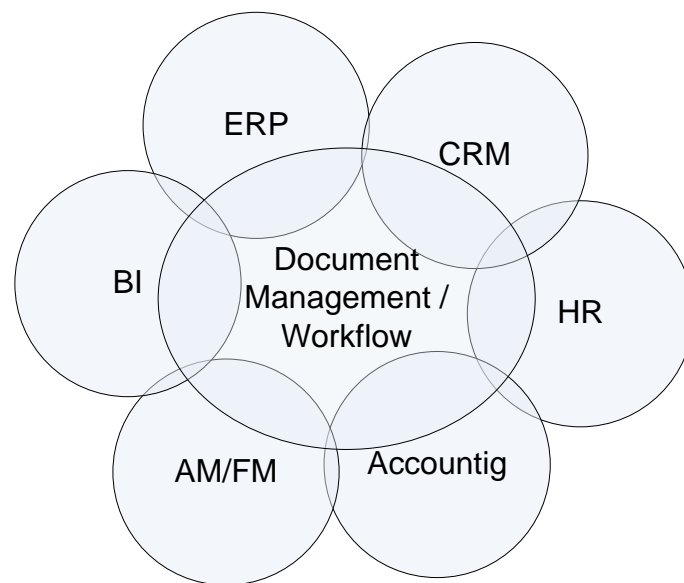 ERP
CRM
Document
Management /
Workflow
BI
HR
AM/FM
Accountig